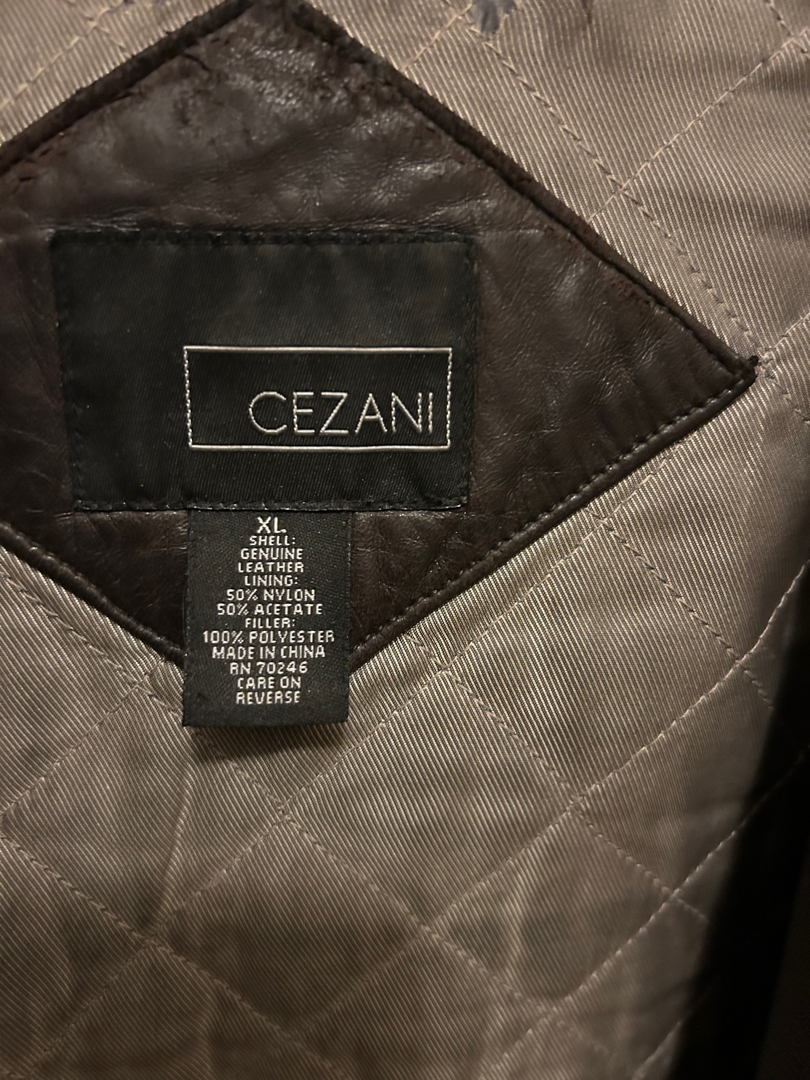 CEZANI
XL
SHELL:
GENUINE
LEATHER
LINING:
50% NYLON
50% ACETATE
FILLER:
100% POLYESTER
MADE IN CHINA
RN 70246
CARE ON
REVERSE